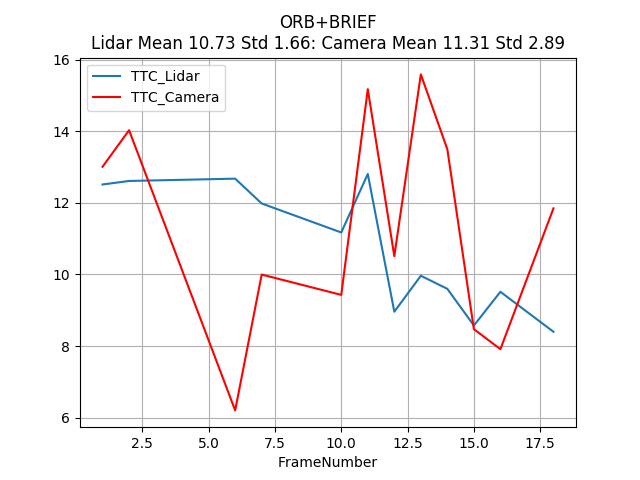 ORB+BRIEF
Lidar Mean 10.73 Std 1.66: Camera Mean 11.31 Std 2.89
TTC_Lidar
TTC_Camera
16
14
12
10
8
6
2.5 5.0 7.5 10.0 12.5 15.0 17.5
FrameNumber